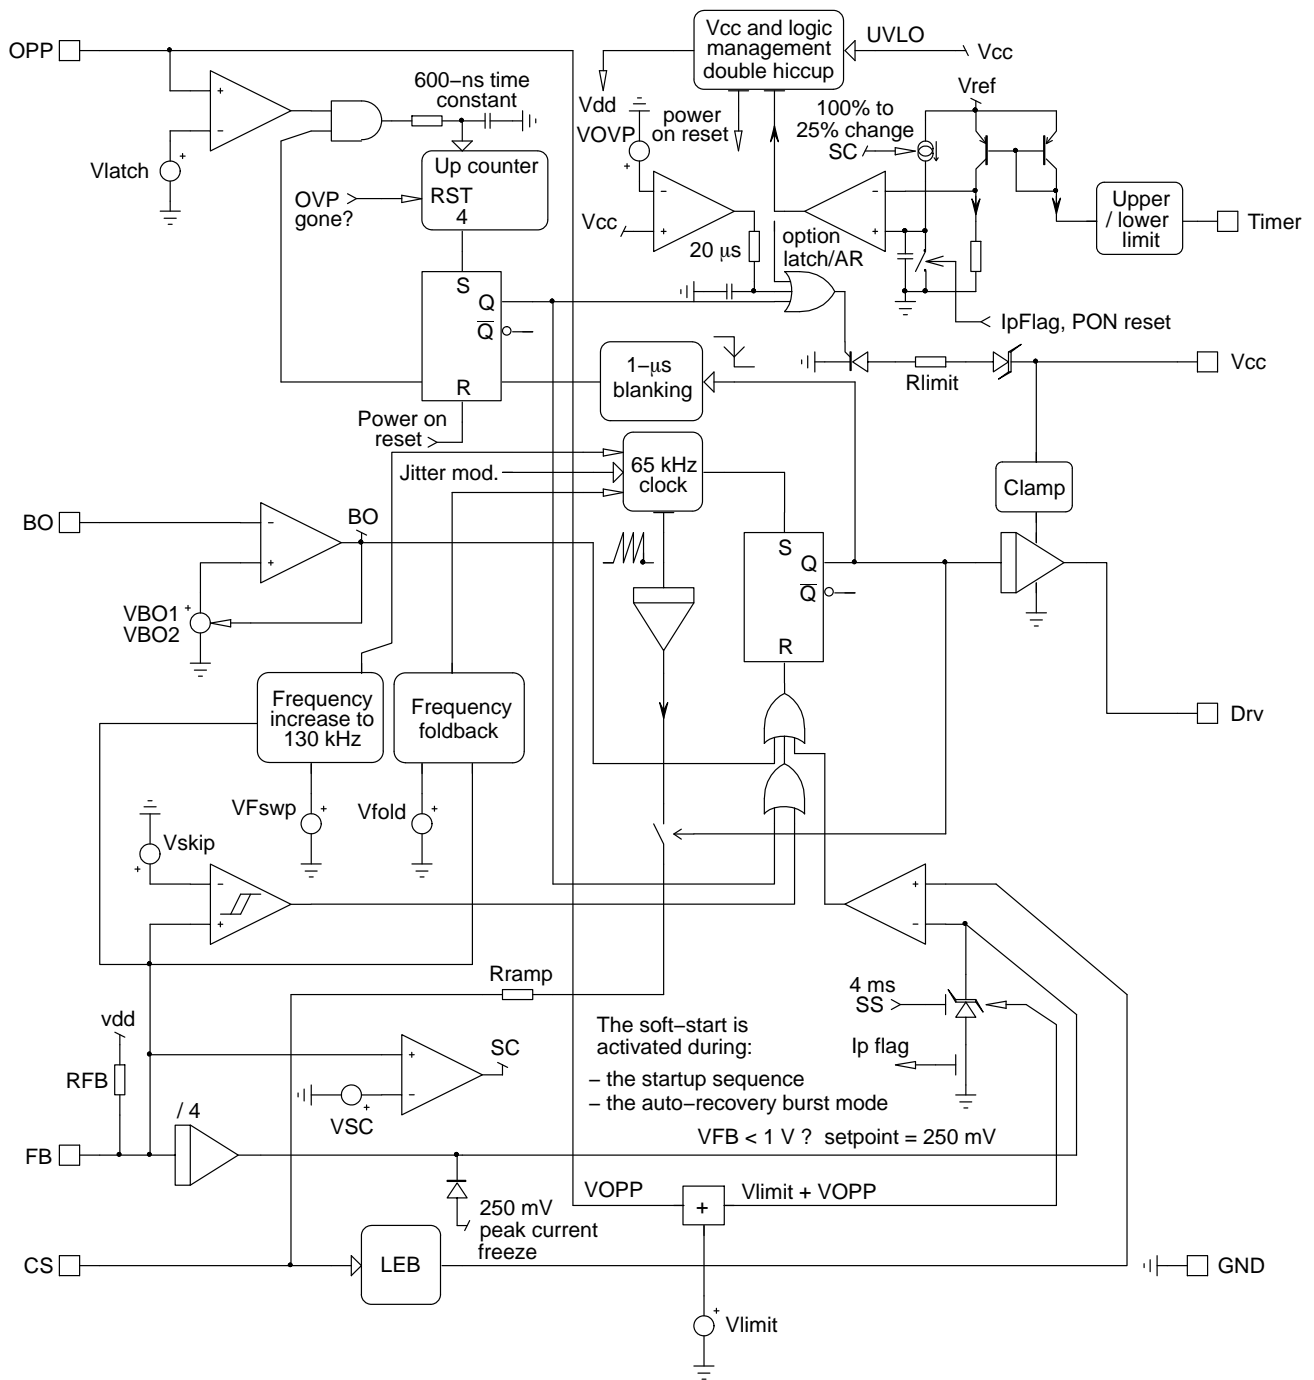 OPP
Vcc and logic
management
double hiccup
UVLO
Vcc
Vdd
power
on reset
VOVP
+
Vref
100% to
25% change
SC
600−ns time
constant
+
−
Vlatch
+
Up counter
RST
4
OVP
gone?
−
+
Vcc
20 μs
option
latch/AR
−
+
Upper
/ lower
limit
Timer
IpFlag, PON reset
S
Q
Q
R
Power on
reset
1−μs
blanking
Rlimit
Vcc
Jitter mod.
65 kHz
clock
Clamp
BO
−
+
BO
VBO1
VBO2
+
S
Q
Q
R
Frequency
increase to
130 kHz
Frequency
foldback
Drv
VFswp
+
Vfold
+
Vskip
+
−
+
+
−
Rramp
4 ms
SS
The soft−start is
activated during:
− the startup sequence
− the auto−recovery burst mode
Ip flag
vdd
RFB
SC
+
−
VSC
+
/ 4
VFB < 1 V ? setpoint = 250 mV
FB
250 mV
peak current
freeze
VOPP
+
Vlimit + VOPP
CS
LEB
GND
+
Vlimit